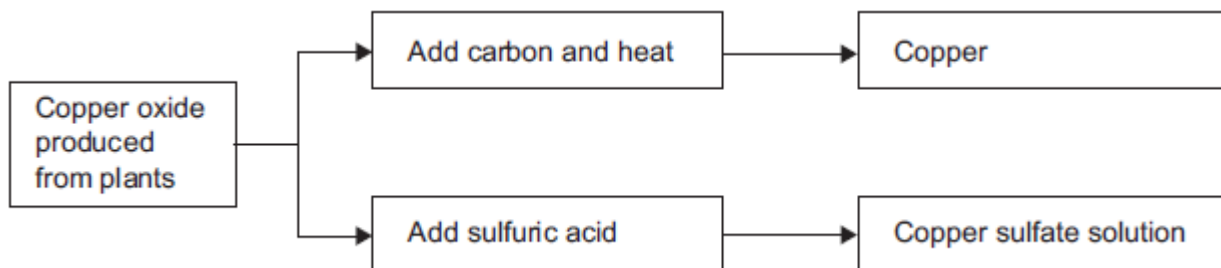 Add carbon and heat
Copper
Copper oxide
produced
from plants
Add sulfuric acid
Copper sulfate solution